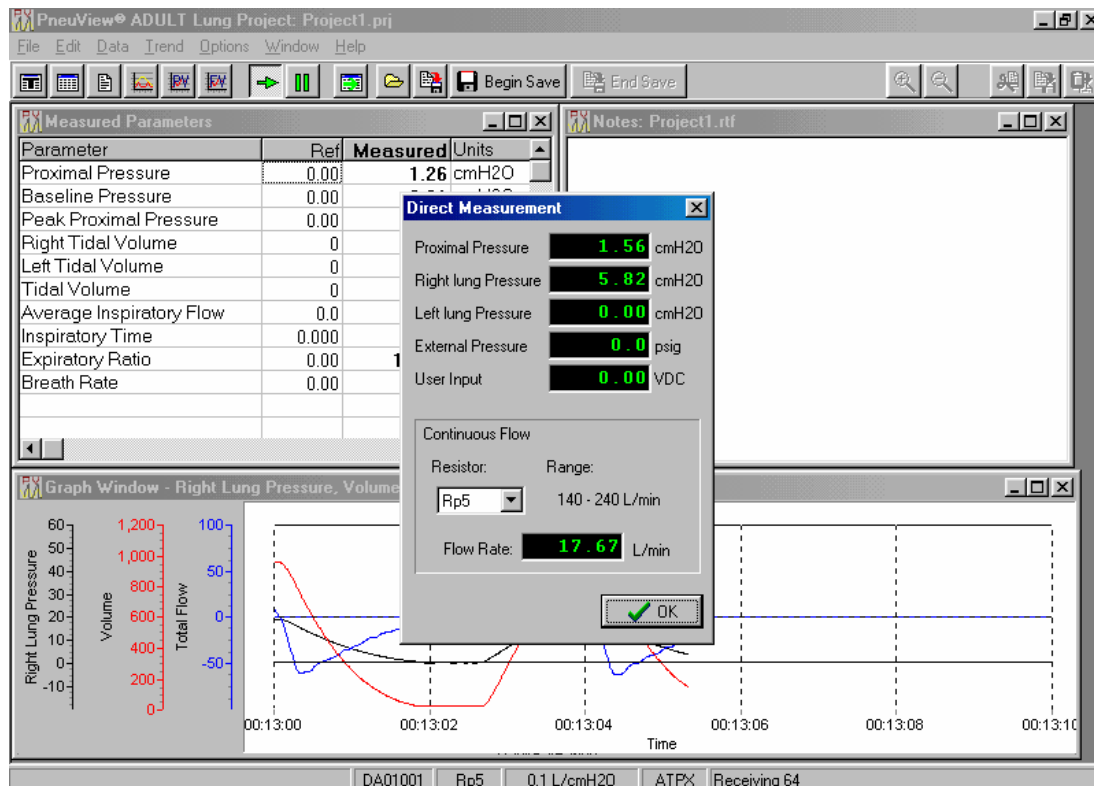 PneuView® ADULT Lung Project: Project1.prj
File Edit Data Trend Options Window Help
Begin Save End Save
Measured Parameters
Parameter Ref Measured Units
Proximal Pressure 0.00 1.26 cmH2O
Baseline Pressure 0.00
Peak Proximal Pressure 0.00
Right Tidal Volume 0
Left Tidal Volume 0
Tidal Volume 0
Average Inspiratory Flow 0.0
Inspiratory Time 0.000
Expiratory Ratio 0.00 1
Breath Rate 0.00
Notes: Project1.rtf
Direct Measurement
Proximal Pressure 1.56 cmH2O
Right lung Pressure 5.82 cmH2O
Left lung Pressure 0.00 cmH2O
External Pressure 0.0 psig
User Input 0.00 VDC
Continuous Flow
Resistor: Range:
Rp5 140 - 240 L/min
Flow Rate: 17.67 L/min
OK
Graph Window - Right Lung Pressure, Volume
Right Lung Pressure
60
50
40
30
20
10
0
-10
Volume
1,200
1,000
800
600
400
200
0
Total Flow
100
50
0
-50
00:13:00 00:13:02 00:13:04 00:13:06 00:13:08 00:13:10
Time
DA01001 Rp5 0.1 L/cmH2O ATPX Receiving 64